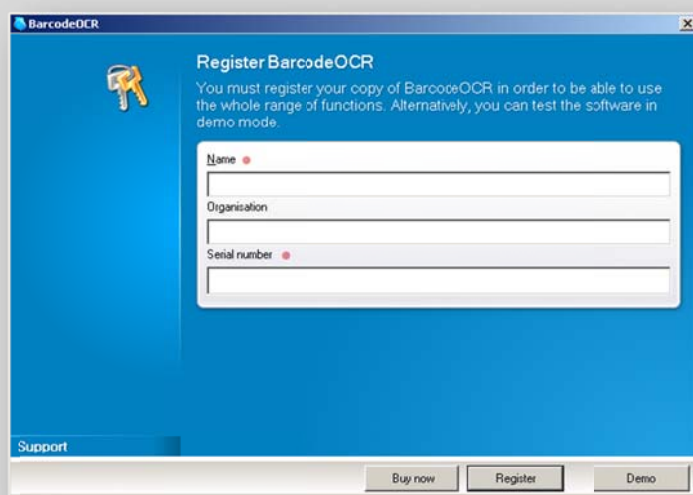 BarcodeOCR
Register BarcodeOCR
You must register your copy of BarcodeOCR in order to be able to use
the whole range of functions. Alternatively, you can test the software in
demo mode.
Name
Organisation
Serial number
Support
Buy now
Register
Demo